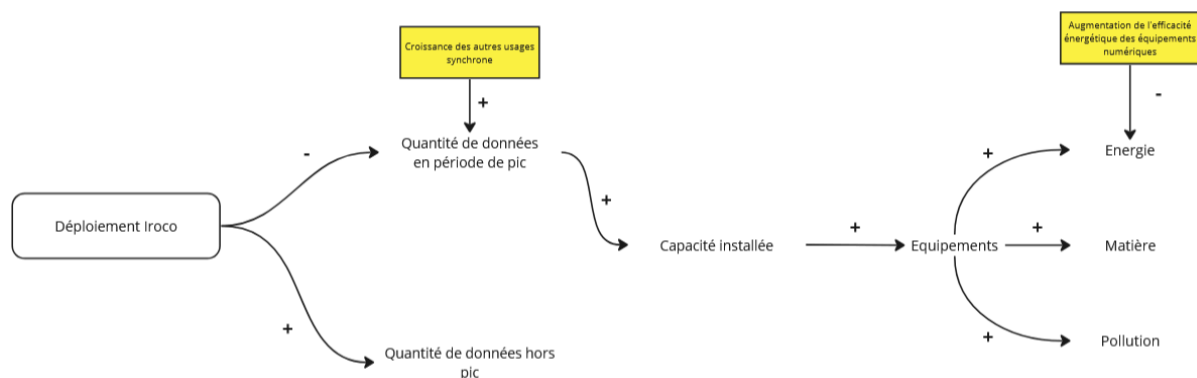 Croissance des autres usages
synchrone
Augmentation de l'efficacité
énergétique des équipements
numériques
+
-
-
Quantité de données
en période de pic
+
Energie
+
Déploiement Iroco
Capacité installée
+
Equipements
+
Matière
+
Quantité de données hors
pic
+
Pollution